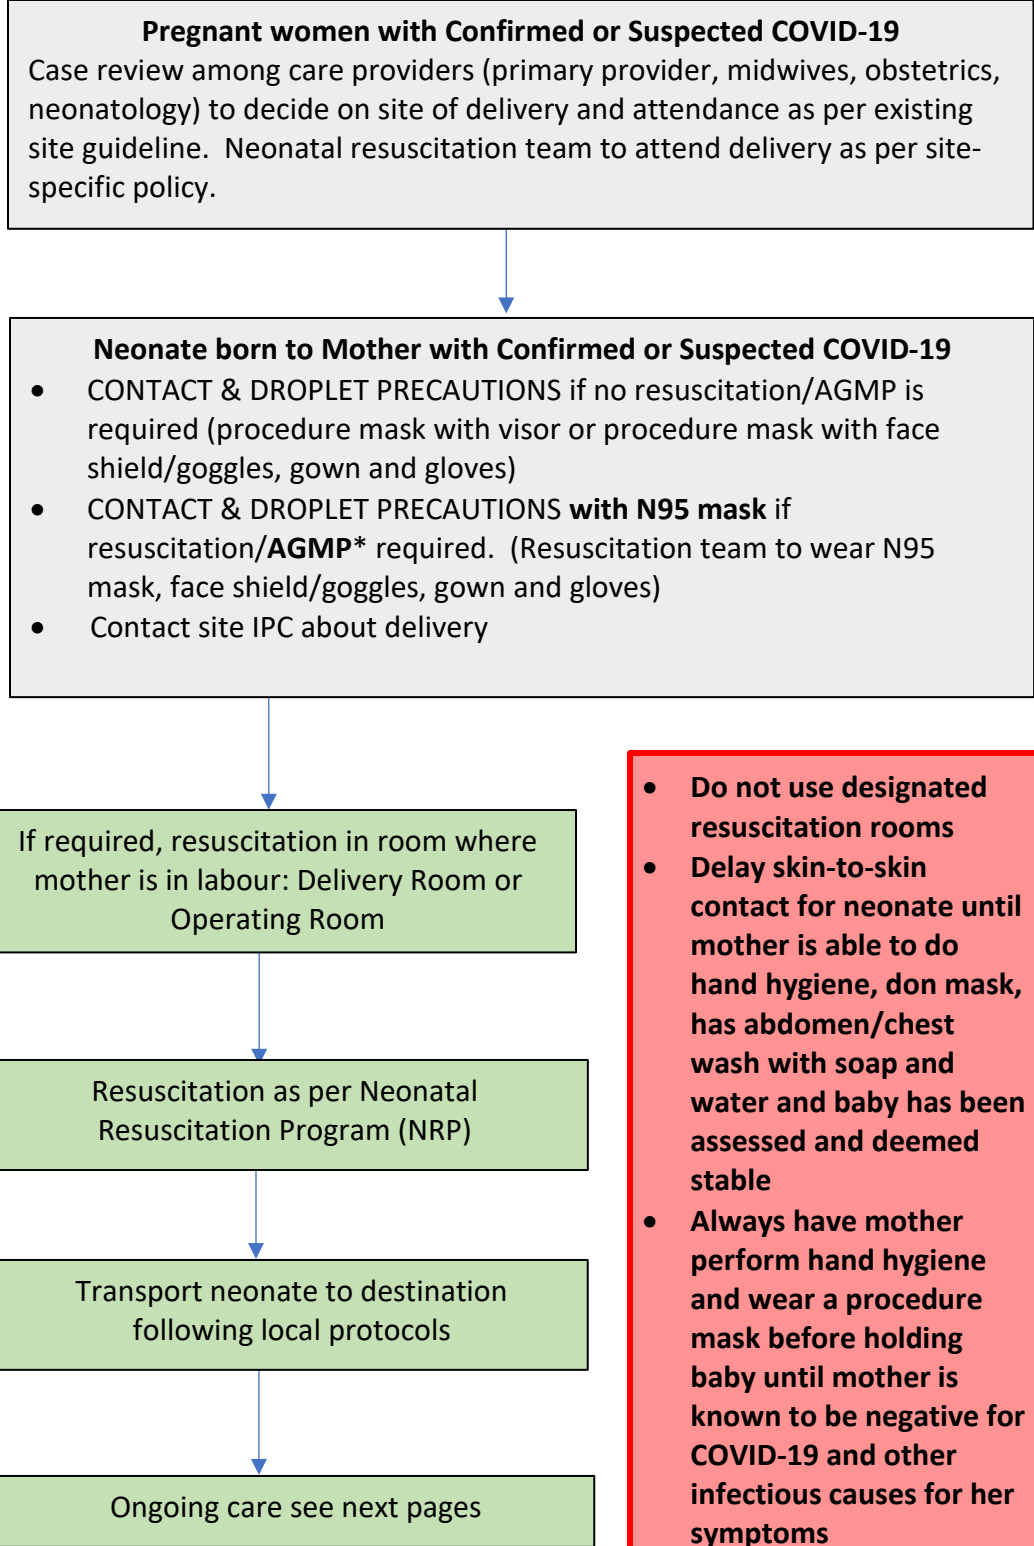 Pregnant women with Confirmed or Suspected COVID-19
Case review among care providers (primary provider, midwives, obstetrics,
neonatology) to decide on site of delivery and attendance as per existing
site guideline.  Neonatal resuscitation team to attend delivery as per site-
specific policy.
Neonate born to Mother with Confirmed or Suspected COVID-19
• CONTACT & DROPLET PRECAUTIONS if no resuscitation/AGMP is
required (procedure mask with visor or procedure mask with face
shield/goggles, gown and gloves)
• CONTACT & DROPLET PRECAUTIONS with N95 mask if
resuscitation/AGMP* required.  (Resuscitation team to wear N95
mask, face shield/goggles, gown and gloves)
• Contact site IPC about delivery
If required, resuscitation in room where
mother is in labour: Delivery Room or
Operating Room
Resuscitation as per Neonatal
Resuscitation Program (NRP)
Transport neonate to destination
following local protocols
Ongoing care see next pages
• Do not use designated
resuscitation rooms
• Delay skin-to-skin
contact for neonate until
mother is able to do
hand hygiene, don mask,
has abdomen/chest
wash with soap and
water and baby has been
assessed and deemed
stable
• Always have mother
perform hand hygiene
and wear a procedure
mask before holding
baby until mother is
known to be negative for
COVID-19 and other
infectious causes for her
symptoms